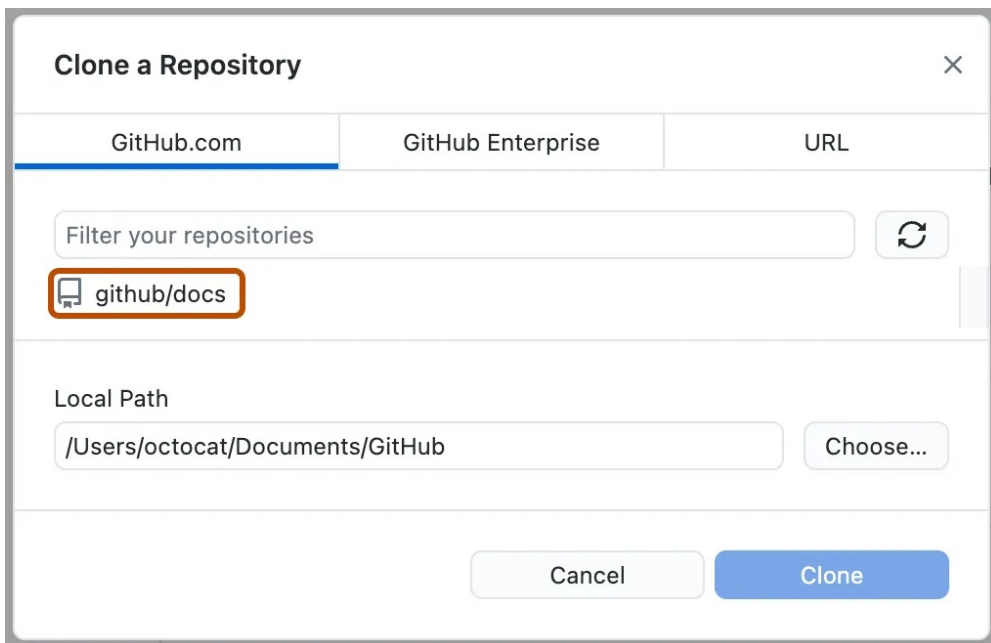 Clone a Repository
GitHub.com GitHub Enterprise URL
Filter your repositories
github/docs
Local Path
/Users/octocat/Documents/GitHub Choose...
Cancel Clone